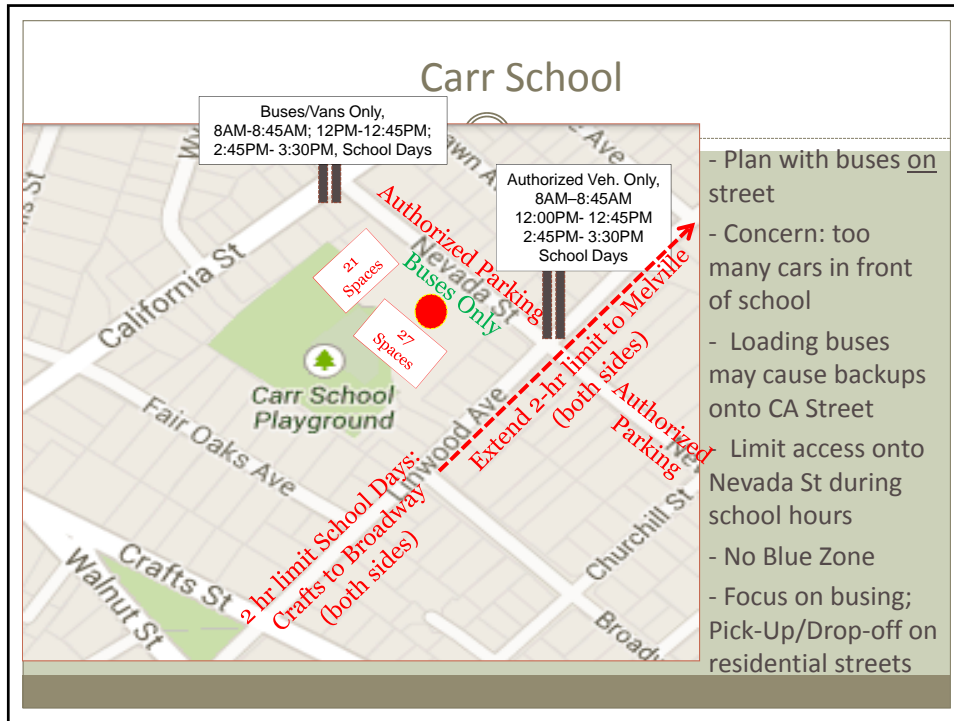 Carr School
Buses/Vans Only,
8AM-8:45AM; 12PM-12:45PM;
2:45PM- 3:30PM, School Days
Authorized Veh. Only,
8AM–8:45AM
12:00PM- 12:45PM
2:45PM- 3:30PM
School Days
Authorized Parking
Nevada St
Buses Only
21
Spaces
27
Spaces
California St
Carr School
Playground
Fair Oaks Ave
Linwood Ave
Extend 2-hr limit to Melville
(both sides)
Authorized
Parking
2 hr limit School Days:
Crafts to Broadway
(both sides)
Crafts St
Walnut St
Churchill St
- Plan with buses on
street
- Concern: too
many cars in front
of school
- Loading buses
may cause backups
onto CA Street
- Limit access onto
Nevada St during
school hours
- No Blue Zone
- Focus on busing;
Pick-Up/Drop-off on
residential streets